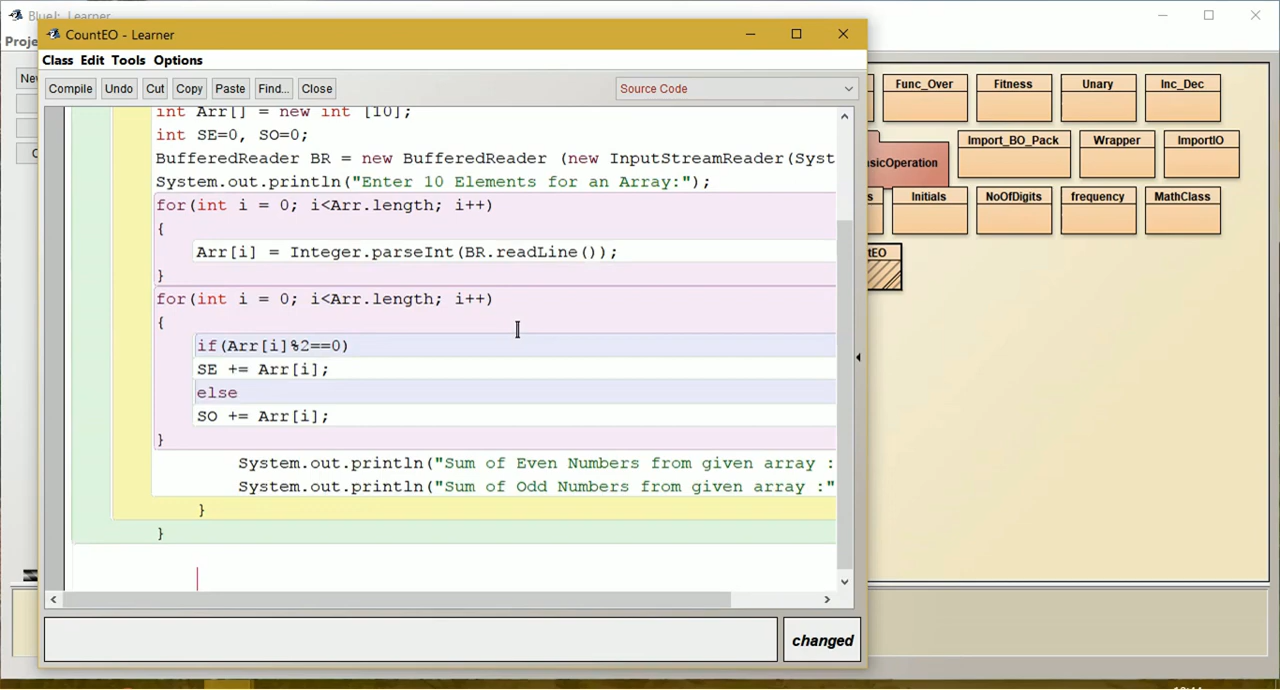 BlueJ: Learner
CountEO - Learner
Class Edit Tools Options
Compile Undo Cut Copy Paste Find... Close Source Code
int Arr[] = new int [10];
int SE=0, SO=0;
BufferedReader BR = new BufferedReader (new InputStreamReader(Syst
System.out.println("Enter 10 Elements for an Array:");
for(int i = 0; i<Arr.length; i++)
{
Arr[i] = Integer.parseInt(BR.readLine());
}
for(int i = 0; i<Arr.length; i++)
{
if(Arr[i]%2==0)
SE += Arr[i];
else
SO += Arr[i];
}
System.out.println("Sum of Even Numbers from given array :
System.out.println("Sum of Odd Numbers from given array :"
}
}
changed
Proje
Ne
Func_Over Fitness Unary Inc_Dec
asicOperation Import_BO_Pack Wrapper ImportIO
s Initials NoOfDigits frequency MathClass
tEO